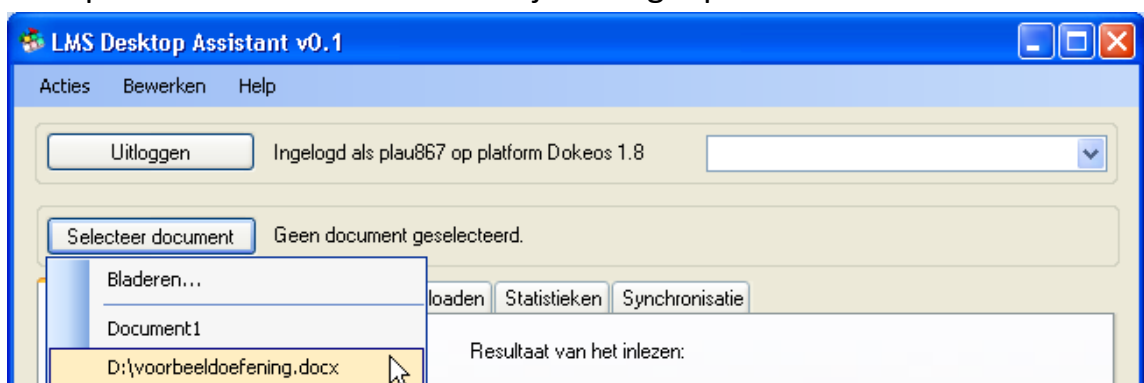 LMS Desktop Assistant v0.1
Acties Bewerken Help
Uitloggen Ingelogd als plau867 op platform Dokeos 1.8
Selecteer document Geen document geselecteerd.
Bladeren...
loaden Statistieken Synchronisatie
Document1
Resultaat van het inlezen:
D:\voorbeeldoefening.docx